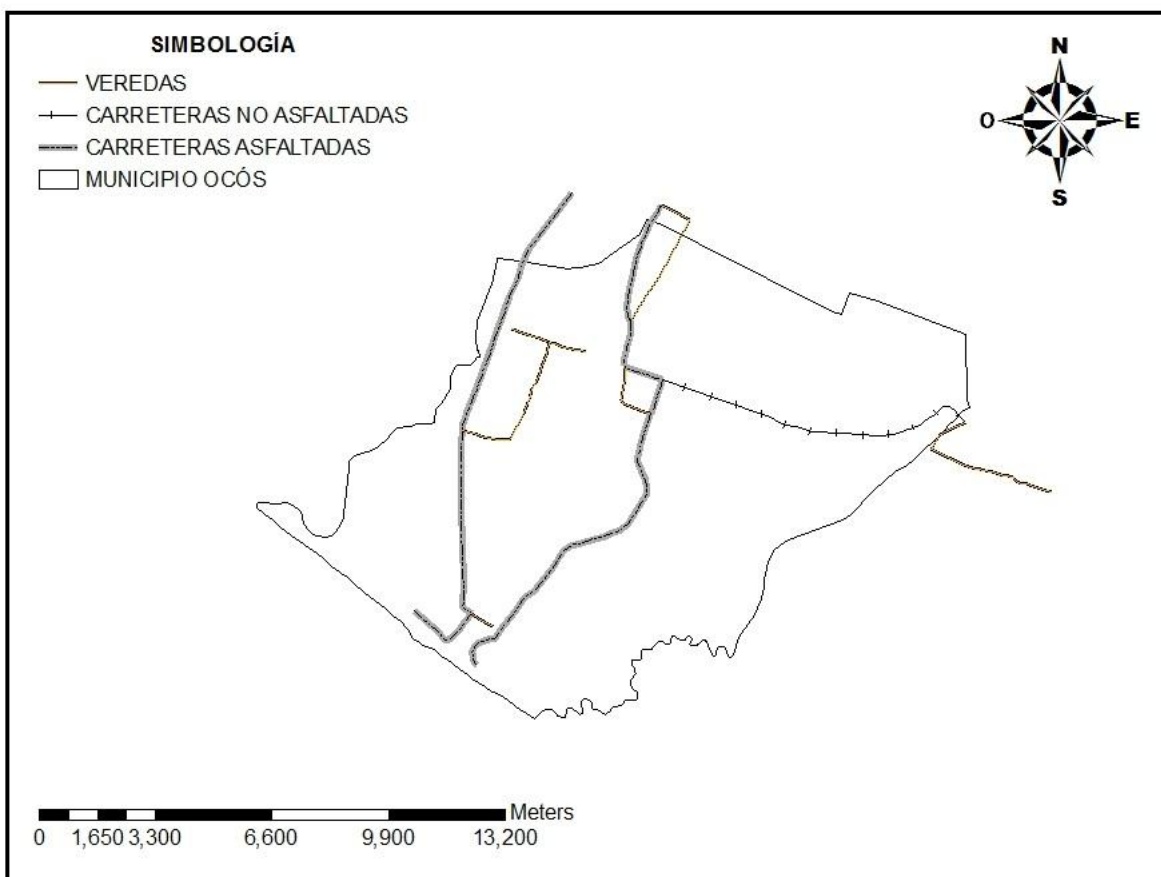 SIMBOLOGÍA
VEREDAS
CARRETERAS NO ASFALTADAS
CARRETERAS ASFALTADAS
MUNICIPIO OCÓS
N
O E
S
Meters
0 1,650 3,300 6,600 9,900 13,200